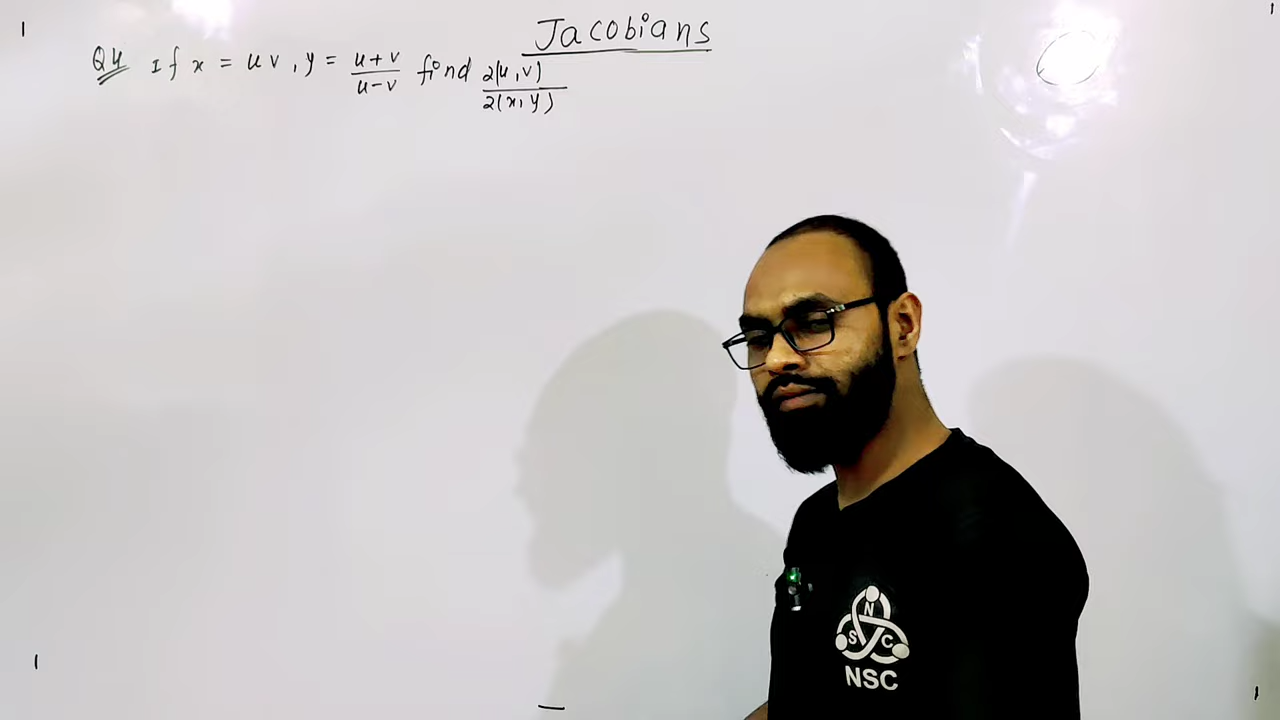 Jacobians
Q4 If x = uv, y = u+v/u-v find ∂(u,v)/∂(x,y)
N
S C
NSC